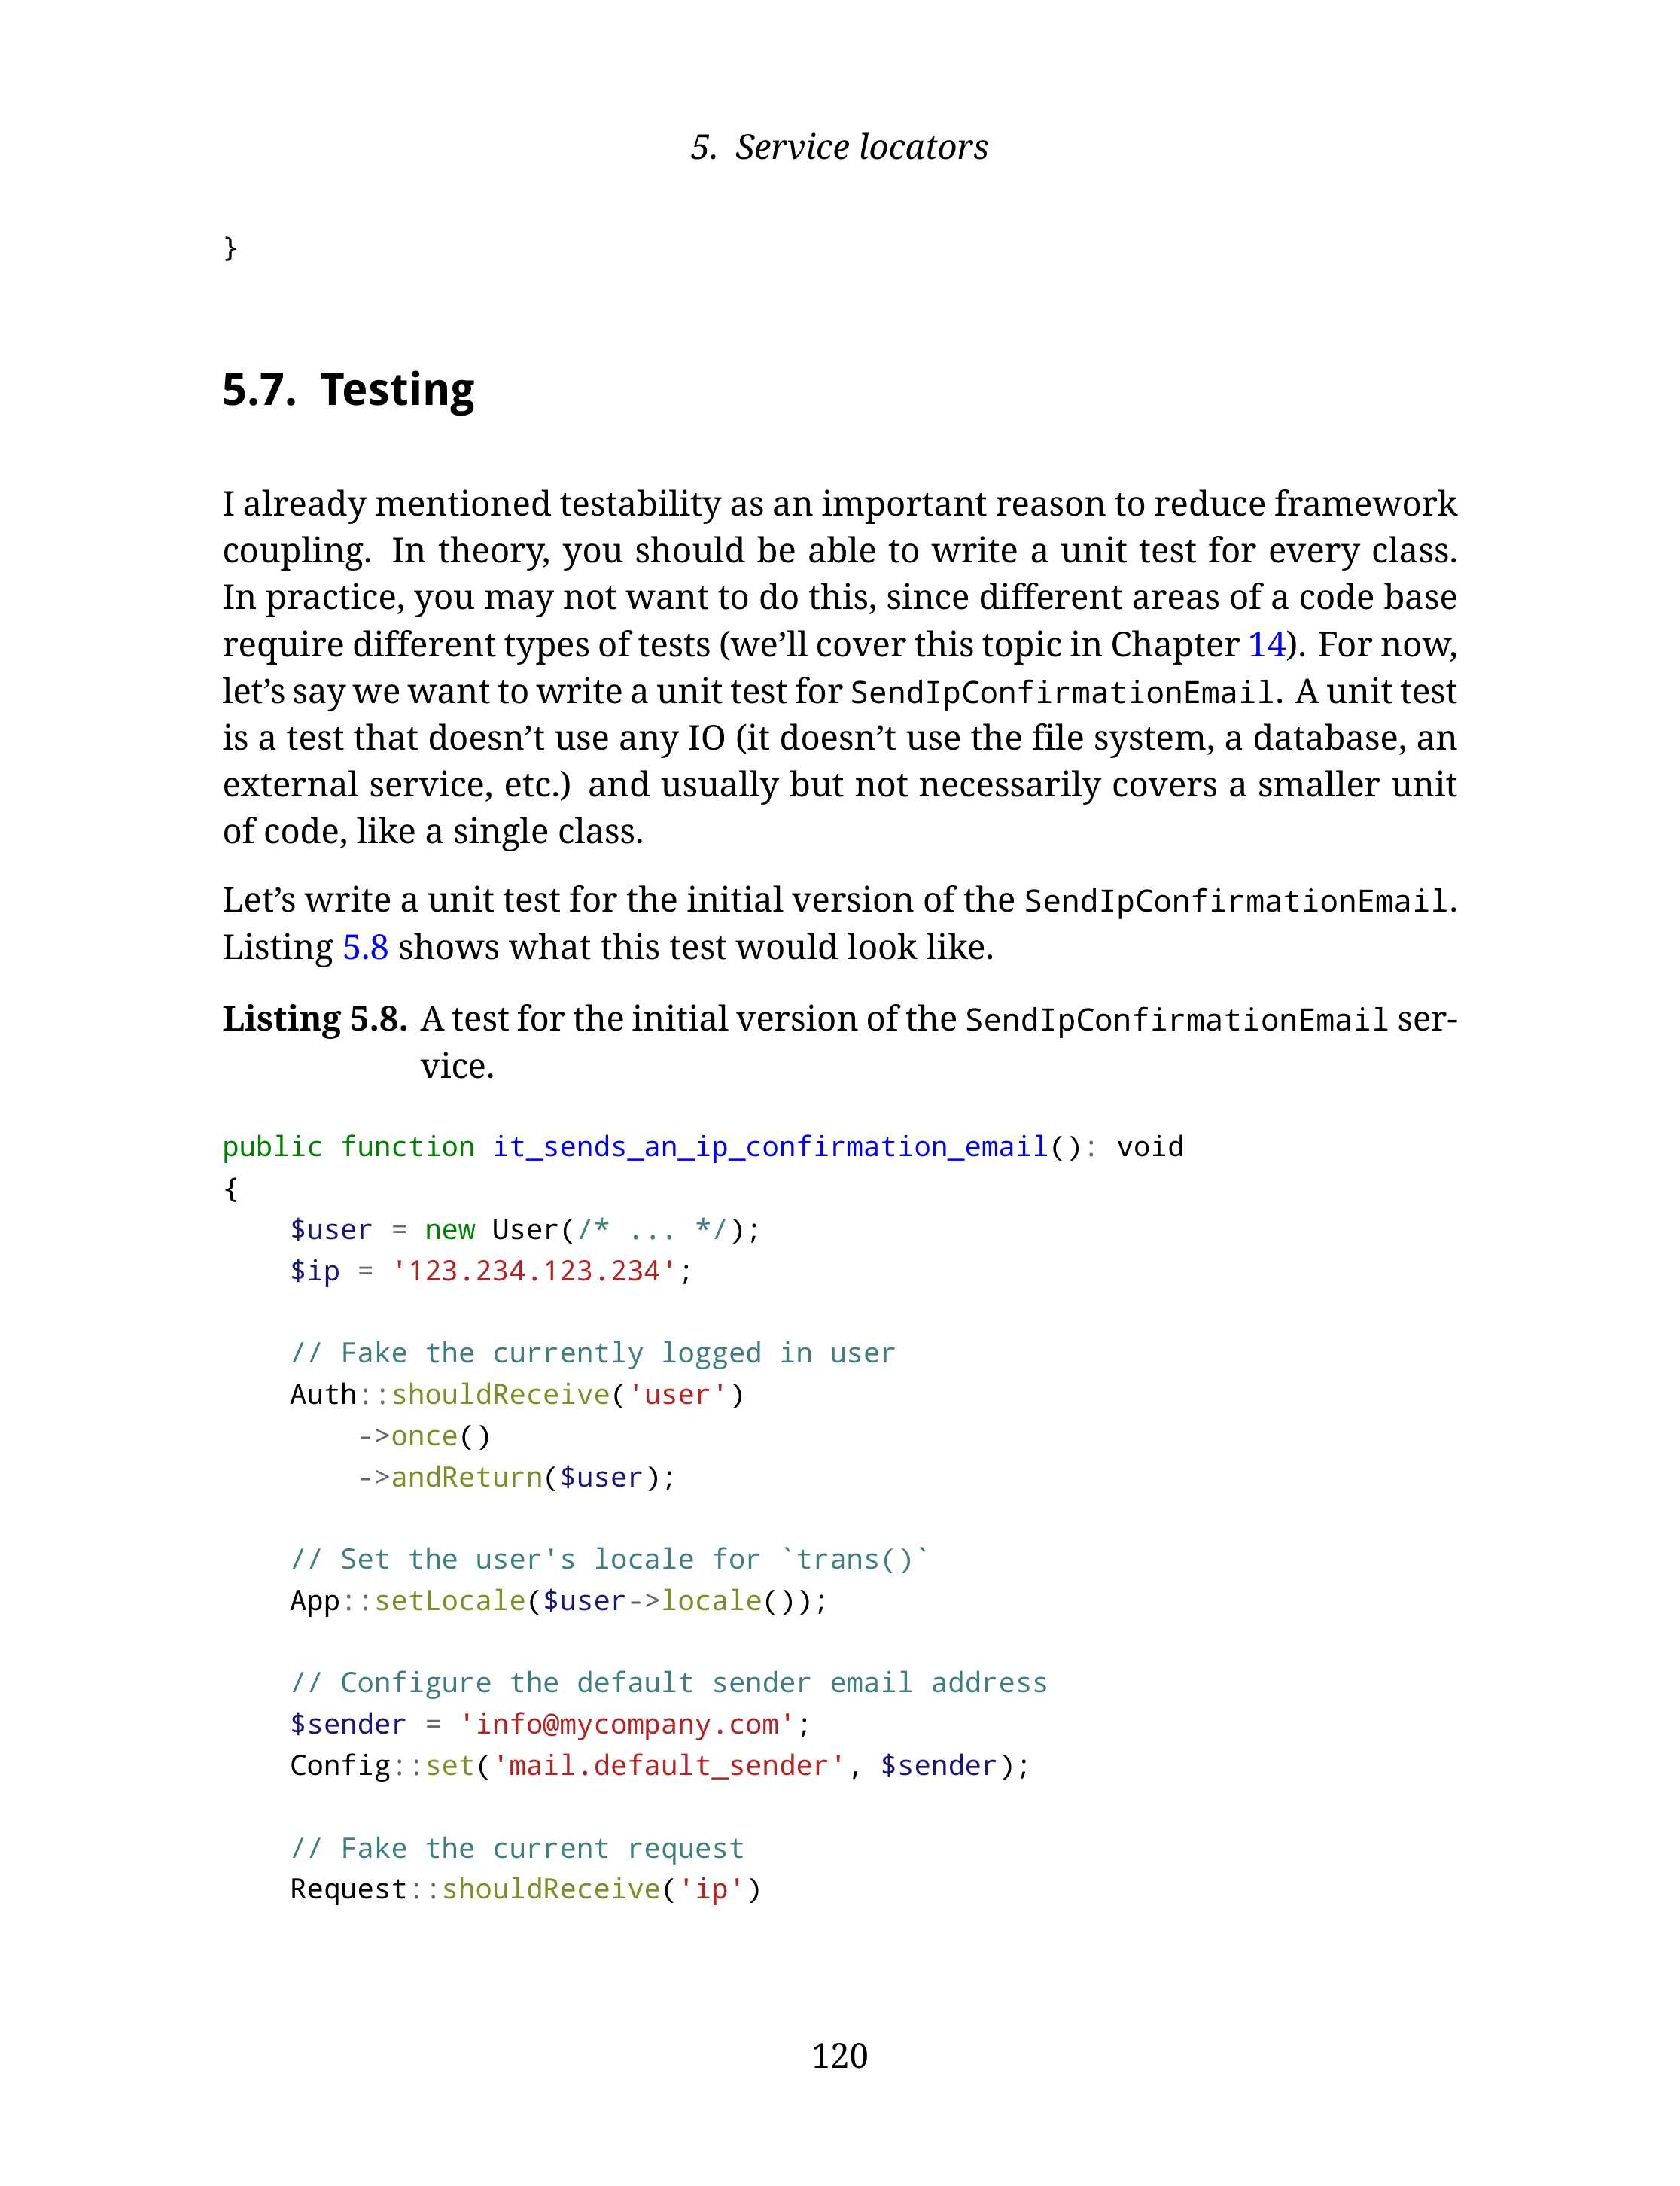 5. Service locators
}
5.7. Testing
I already mentioned testability as an important reason to reduce framework
coupling. In theory, you should be able to write a unit test for every class.
In practice, you may not want to do this, since different areas of a code base
require different types of tests (we’ll cover this topic in Chapter 14). For now,
let’s say we want to write a unit test for SendIpConfirmationEmail. A unit test
is a test that doesn’t use any IO (it doesn’t use the file system, a database, an
external service, etc.) and usually but not necessarily covers a smaller unit
of code, like a single class.
Let’s write a unit test for the initial version of the SendIpConfirmationEmail.
Listing 5.8 shows what this test would look like.
Listing 5.8. A test for the initial version of the SendIpConfirmationEmail ser-
vice.
public function it_sends_an_ip_confirmation_email(): void
{
    $user = new User(/* ... */);
    $ip = '123.234.123.234';
    // Fake the currently logged in user
    Auth::shouldReceive('user')
        ->once()
        ->andReturn($user);
    // Set the user's locale for `trans()`
    App::setLocale($user->locale());
    // Configure the default sender email address
    $sender = 'info@mycompany.com';
    Config::set('mail.default_sender', $sender);
    // Fake the current request
    Request::shouldReceive('ip')
120